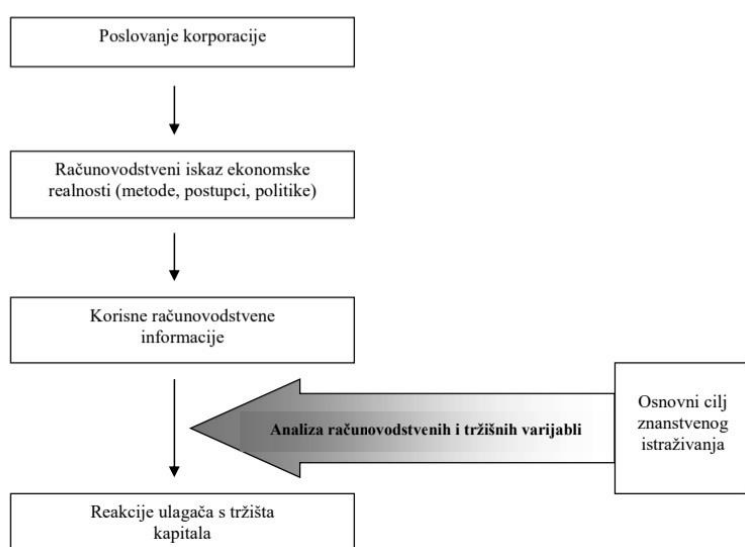 Poslovanje korporacije
Računovodstveni iskaz ekonomske
realnosti (metode, postupci, politike)
Korisne računovodstvene
informacije
Analiza računovodstvenih i tržišnih varijabli
Osnovni cilj
znanstvenog
istraživanja
Reakcije ulagača s tržišta
kapitala